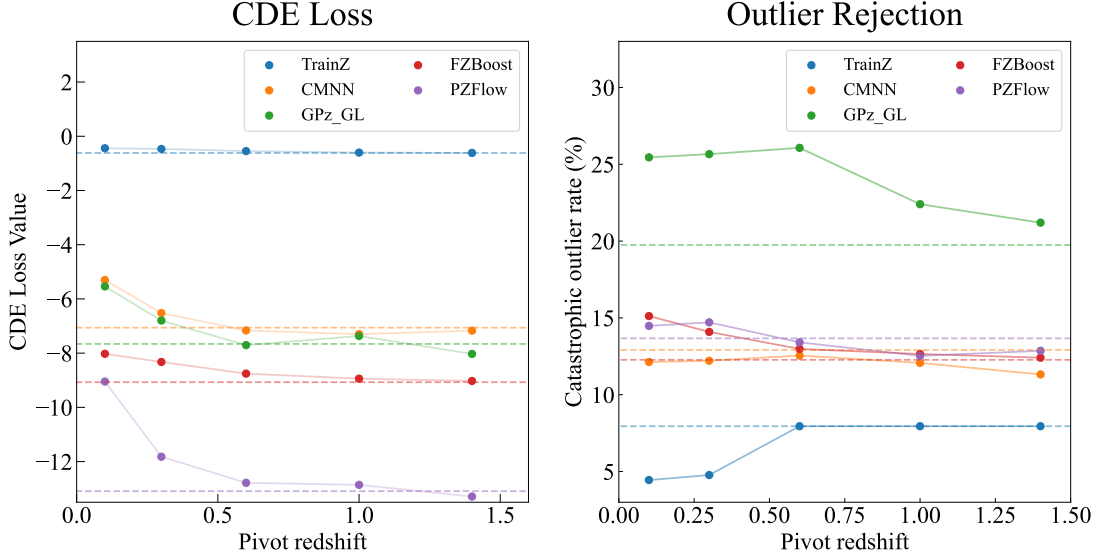 CDE Loss
TrainZ
CMNN
GPz_GL
FZBoost
PZFlow
CDE Loss Value
2
0
−2
−4
−6
−8
−10
−12
0.0 0.5 1.0 1.5
Pivot redshift
Outlier Rejection
TrainZ
CMNN
GPz_GL
FZBoost
PZFlow
Catastrophic outlier rate (%)
30
25
20
15
10
5
0.00 0.25 0.50 0.75 1.00 1.25 1.50
Pivot redshift